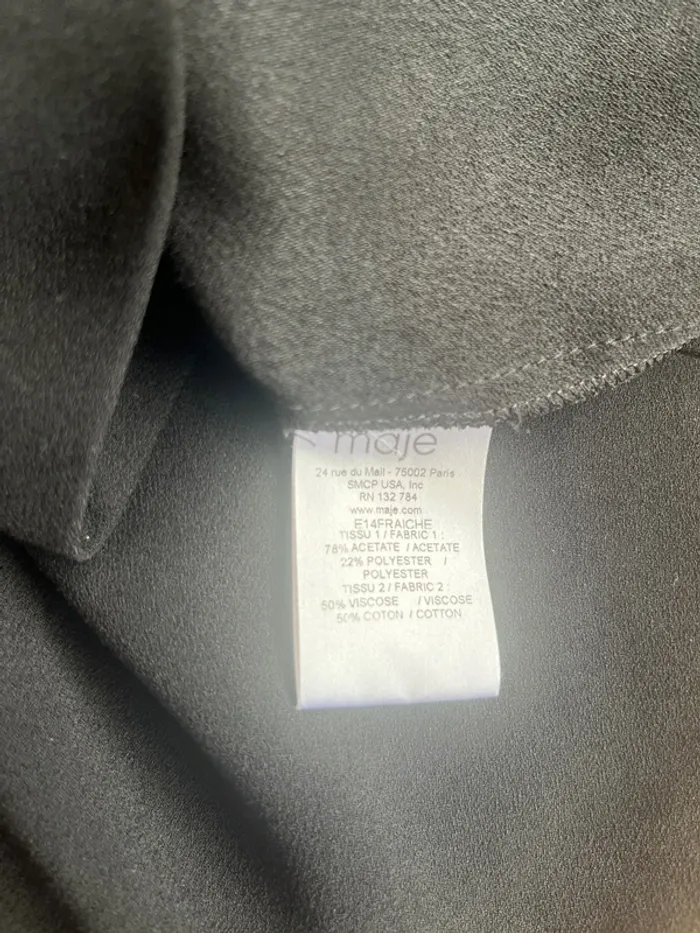 maje
24 rue du Mail - 75002 Paris
SMCP USA, Inc
RN 132 784
www.maje.com
E14FRAICHE
TISSU 1 / FABRIC 1 :
78% ACETATE / ACETATE
22% POLYESTER /
POLYESTER
TISSU 2 / FABRIC 2 :
50% VISCOSE / VISCOSE
50% COTON / COTTON